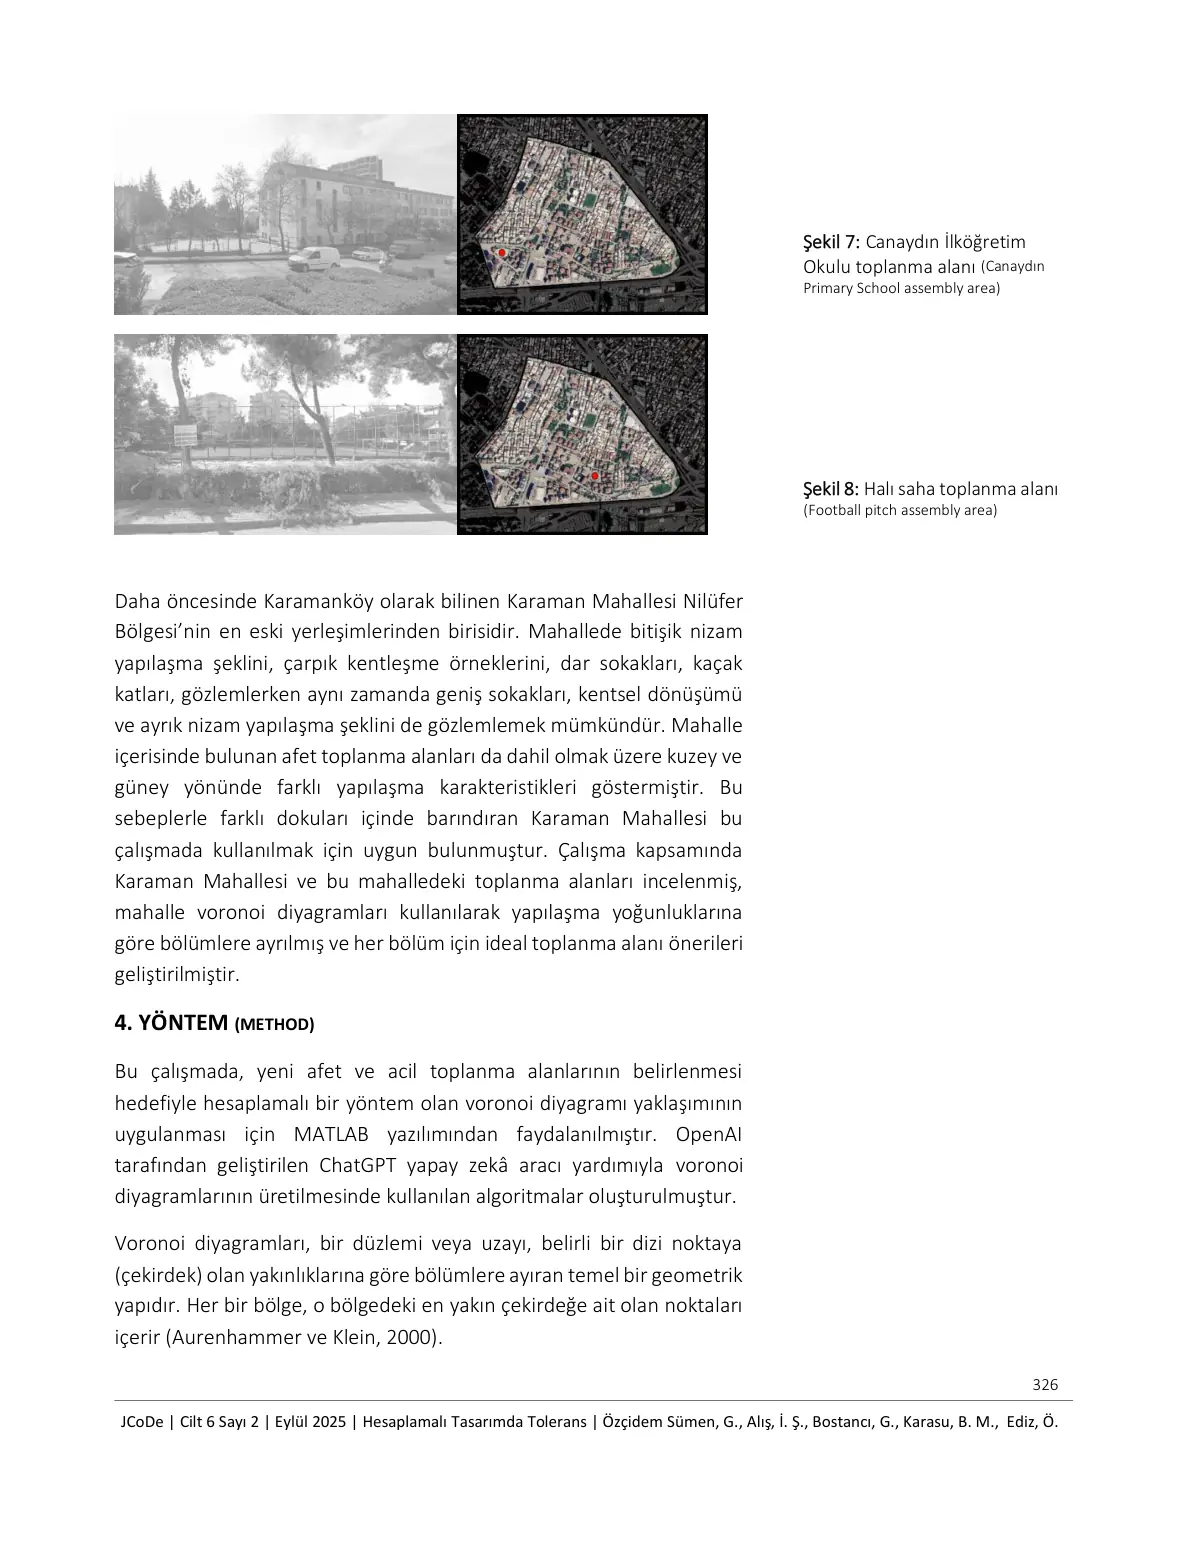 Şekil 7: Canaydın İlköğretim
Okulu toplanma alanı (Canaydın
Primary School assembly area)
Şekil 8: Halı saha toplanma alanı
(Football pitch assembly area)
Daha öncesinde Karamanköy olarak bilinen Karaman Mahallesi Nilüfer
Bölgesi’nin en eski yerleşimlerinden birisidir. Mahallede bitişik nizam
yapılaşma şeklini, çarpık kentleşme örneklerini, dar sokakları, kaçak
katları, gözlemlerken aynı zamanda geniş sokakları, kentsel dönüşümü
ve ayrık nizam yapılaşma şeklini de gözlemlemek mümkündür. Mahalle
içerisinde bulunan afet toplanma alanları da dahil olmak üzere kuzey ve
güney yönünde farklı yapılaşma karakteristikleri göstermiştir. Bu
sebeplerle farklı dokuları içinde barındıran Karaman Mahallesi bu
çalışmada kullanılmak için uygun bulunmuştur. Çalışma kapsamında
Karaman Mahallesi ve bu mahalledeki toplanma alanları incelenmiş,
mahalle voronoi diyagramları kullanılarak yapılaşma yoğunluklarına
göre bölümlere ayrılmış ve her bölüm için ideal toplanma alanı önerileri
geliştirilmiştir.
4. YÖNTEM (METHOD)
Bu çalışmada, yeni afet ve acil toplanma alanlarının belirlenmesi
hedefiyle hesaplamalı bir yöntem olan voronoi diyagramı yaklaşımının
uygulanması için MATLAB yazılımından faydalanılmıştır. OpenAI
tarafından geliştirilen ChatGPT yapay zekâ aracı yardımıyla voronoi
diyagramlarının üretilmesinde kullanılan algoritmalar oluşturulmuştur.
Voronoi diyagramları, bir düzlemi veya uzayı, belirli bir dizi noktaya
(çekirdek) olan yakınlıklarına göre bölümlere ayıran temel bir geometrik
yapıdır. Her bir bölge, o bölgedeki en yakın çekirdeğe ait olan noktaları
içerir (Aurenhammer ve Klein, 2000).
326
JCoDe | Cilt 6 Sayı 2 | Eylül 2025 | Hesaplamalı Tasarımda Tolerans | Özçidem Sümen, G., Alış, İ. Ş., Bostancı, G., Karasu, B. M., Ediz, Ö.